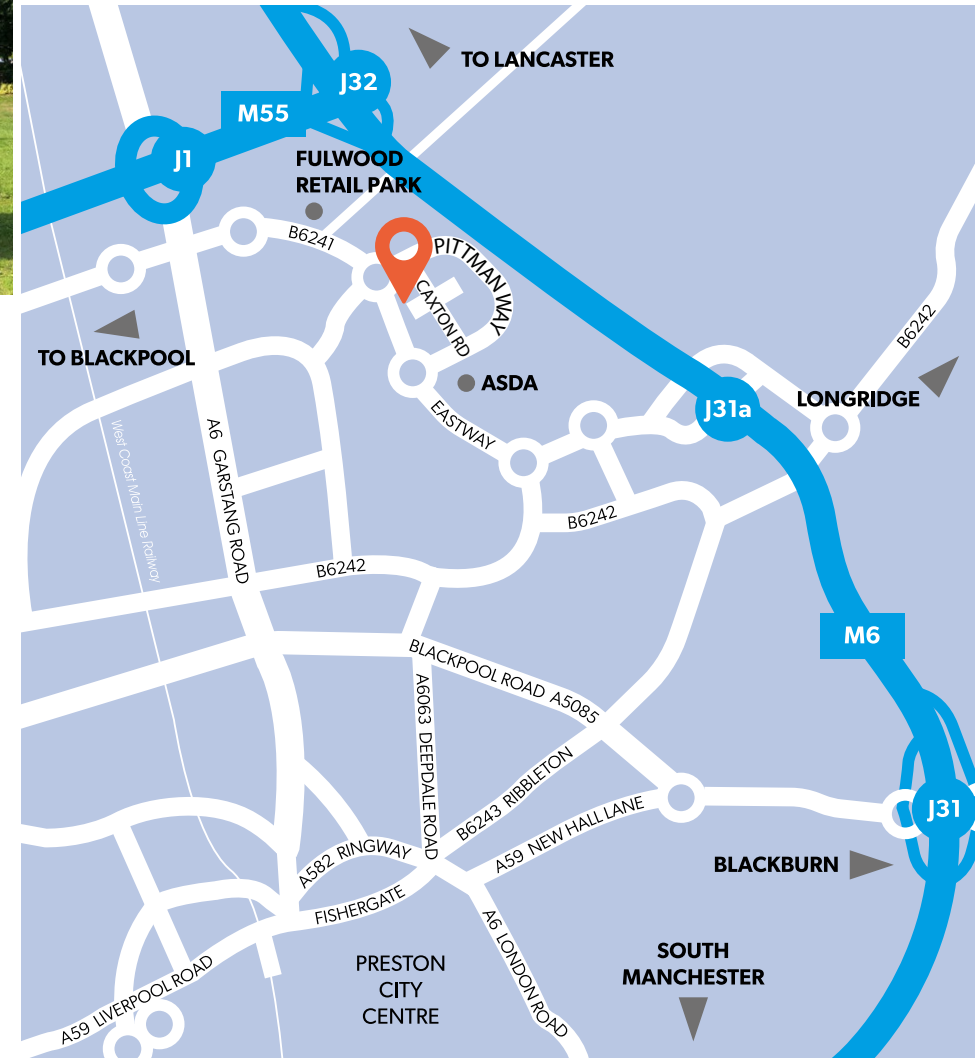 TO LANCASTER
J32
M55
J1
FULWOOD
RETAIL PARK
B6241
PITTMAN WAY
CAXTON RD
B6242
TO BLACKPOOL
ASDA
LONGRIDGE
J31a
EASTWAY
A6 GARSTANG ROAD
West Coast Main Line Railway
B6242
B6242
M6
BLACKPOOL ROAD A5085
A6063 DEEPDALE ROAD
B6243 RIBBLETON
A59 NEW HALL LANE
J31
A582 RINGWAY
BLACKBURN
FISHERGATE
A6 LONDON ROAD
SOUTH
MANCHESTER
PRESTON
CITY
CENTRE
A59 LIVERPOOL ROAD